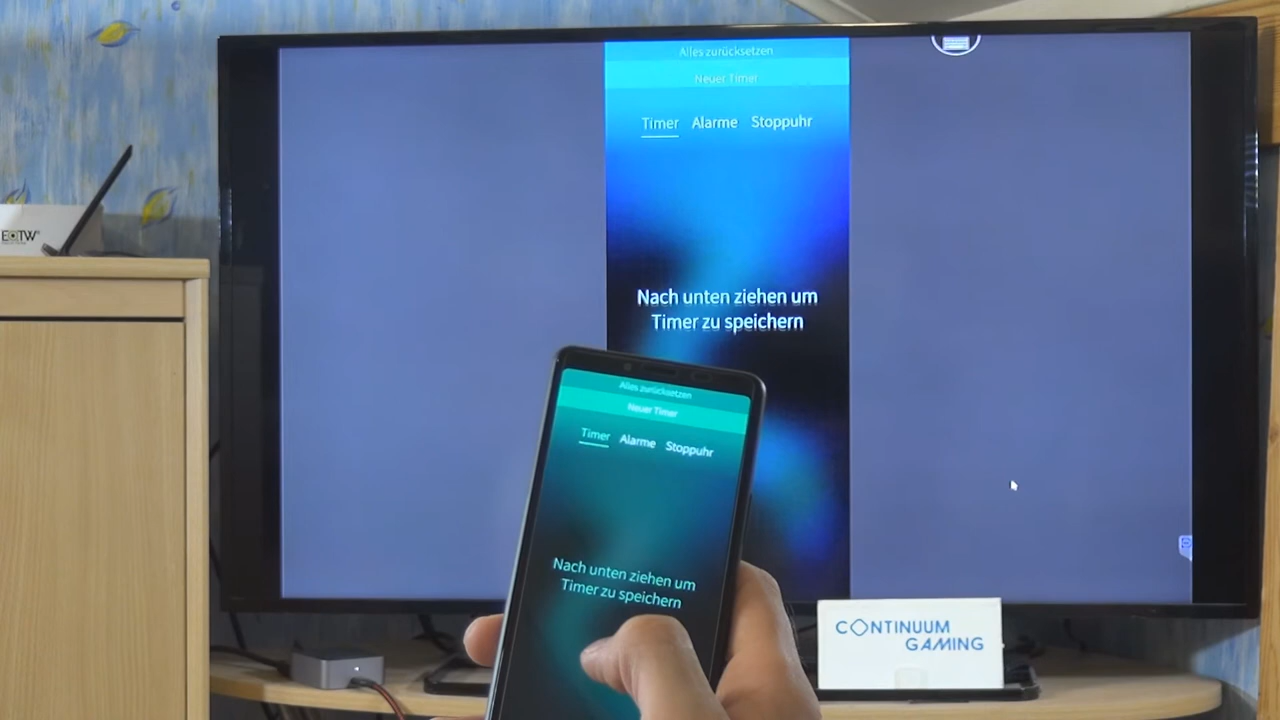 Alles zurücksetzen
Neuer Timer
Timer Alarme Stoppuhr
Nach unten ziehen um
Timer zu speichern
Alles zurücksetzen
Neuer Timer
Timer Alarme Stoppuhr
Nach unten ziehen um
Timer zu speichern
CONTINUUM
GAMING